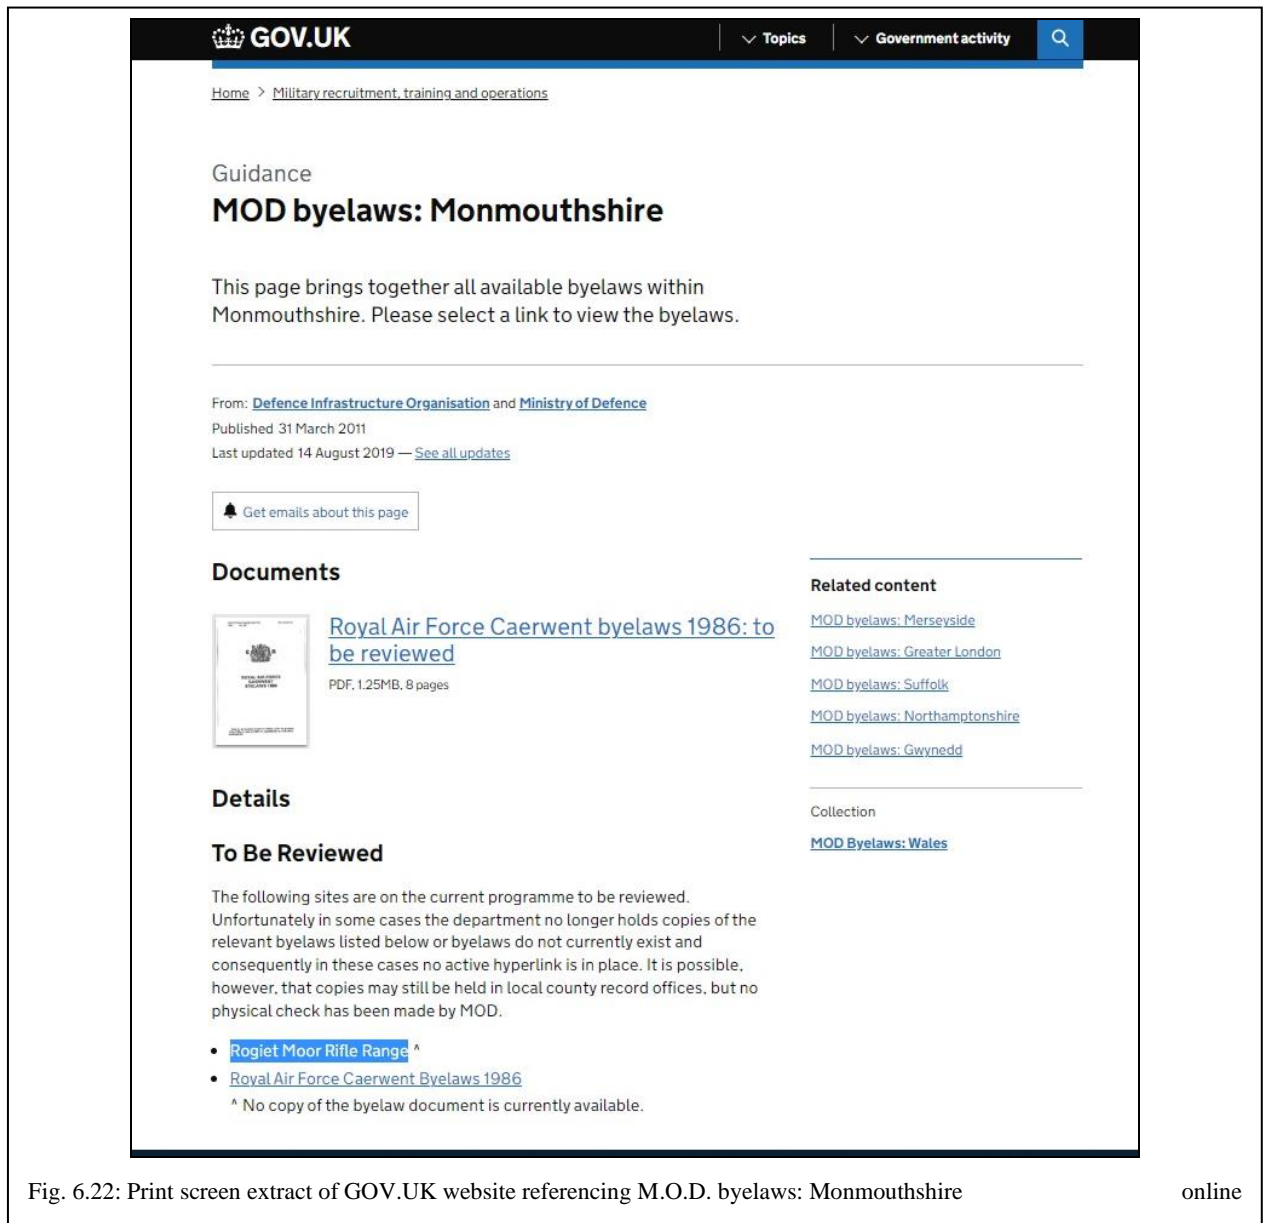 GOV.UK
Topics
Government activity
Home > Military recruitment, training and operations
Guidance
MOD byelaws: Monmouthshire
This page brings together all available byelaws within
Monmouthshire. Please select a link to view the byelaws.
From: Defence Infrastructure Organisation and Ministry of Defence
Published 31 March 2011
Last updated 14 August 2019 — See all updates
Get emails about this page
Documents
Royal Air Force Caerwent byelaws 1986: to
be reviewed
PDF, 1.25MB, 8 pages
ROYAL AIR FORCE
CAERWENT
BYELAWS 1986
Details
To Be Reviewed
The following sites are on the current programme to be reviewed.
Unfortunately in some cases the department no longer holds copies of the
relevant byelaws listed below or byelaws do not currently exist and
consequently in these cases no active hyperlink is in place. It is possible,
however, that copies may still be held in local county record offices, but no
physical check has been made by MOD.
• Rogiet Moor Rifle Range ^
• Royal Air Force Caerwent Byelaws 1986
^ No copy of the byelaw document is currently available.
Related content
MOD byelaws: Merseyside
MOD byelaws: Greater London
MOD byelaws: Suffolk
MOD byelaws: Northamptonshire
MOD byelaws: Gwynedd
Collection
MOD Byelaws: Wales
Fig. 6.22: Print screen extract of GOV.UK website referencing M.O.D. byelaws: Monmouthshire online